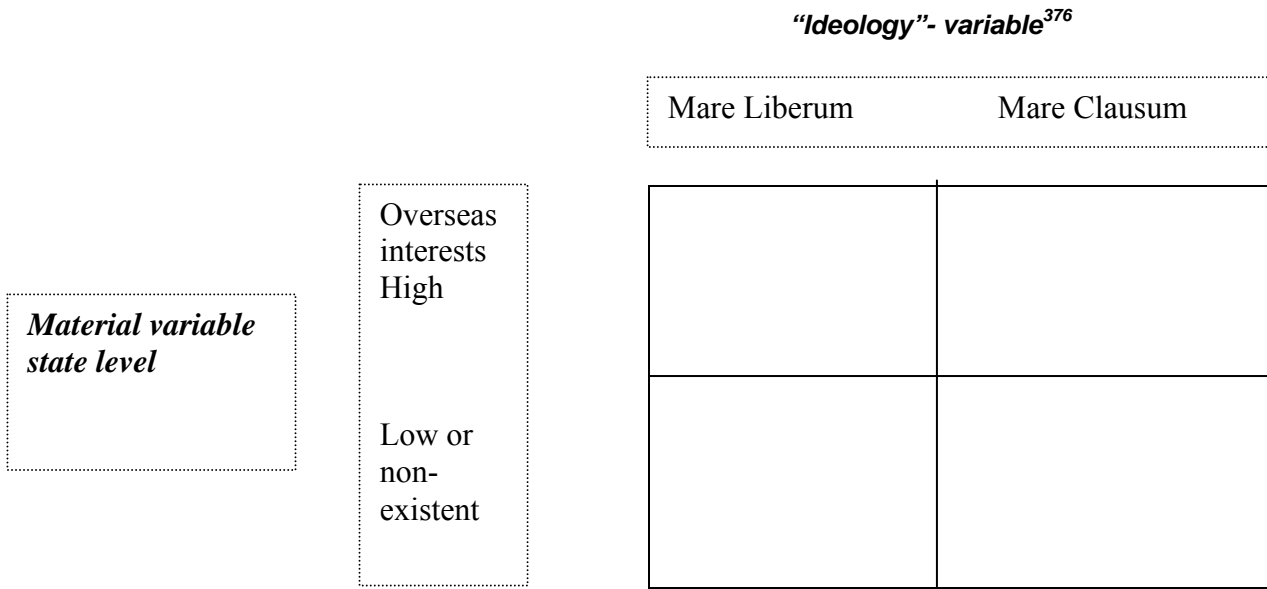 “Ideology”- variable376
Mare Liberum Mare Clausum
Overseas
interests
High
Material variable
state level
Low or
non-
existent